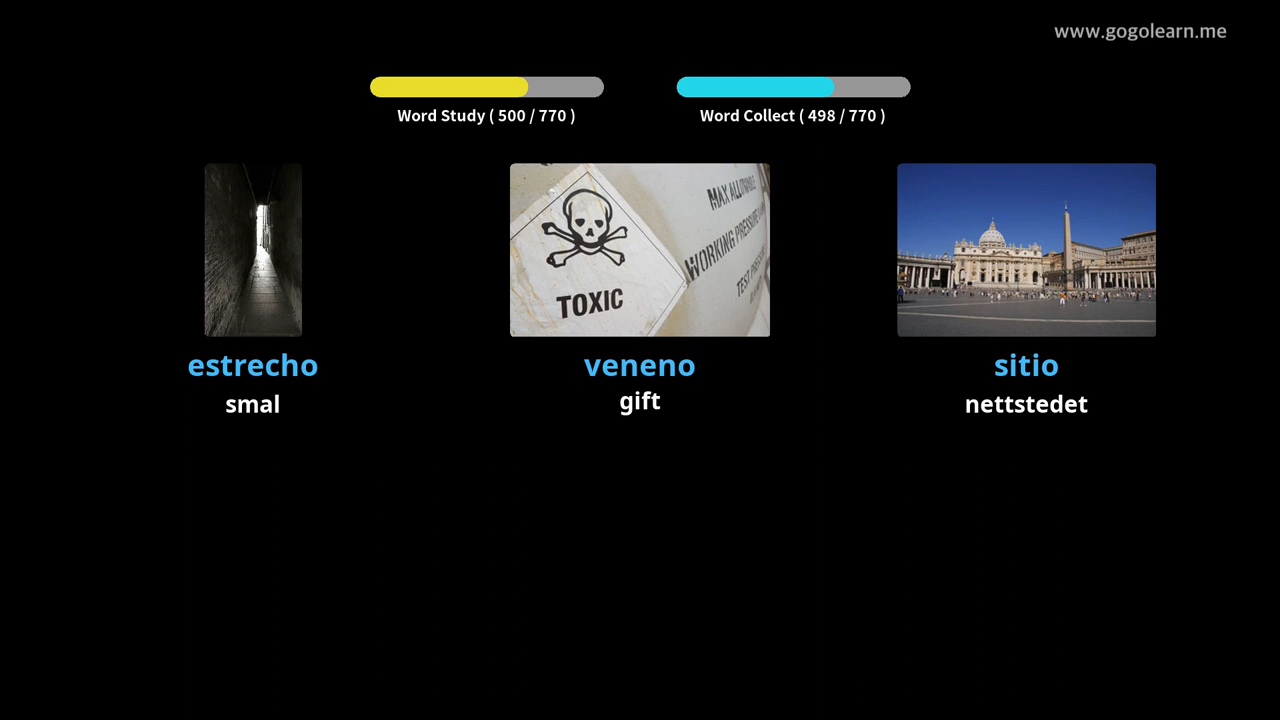 www.gogolearn.me
Word Study ( 500 / 770 )
Word Collect ( 498 / 770 )
TOXIC
MAX ALLOWABLE
WORKING PRESSURE
TEST PRESSURE
estrecho
veneno
sitio
smal
gift
nettstedet